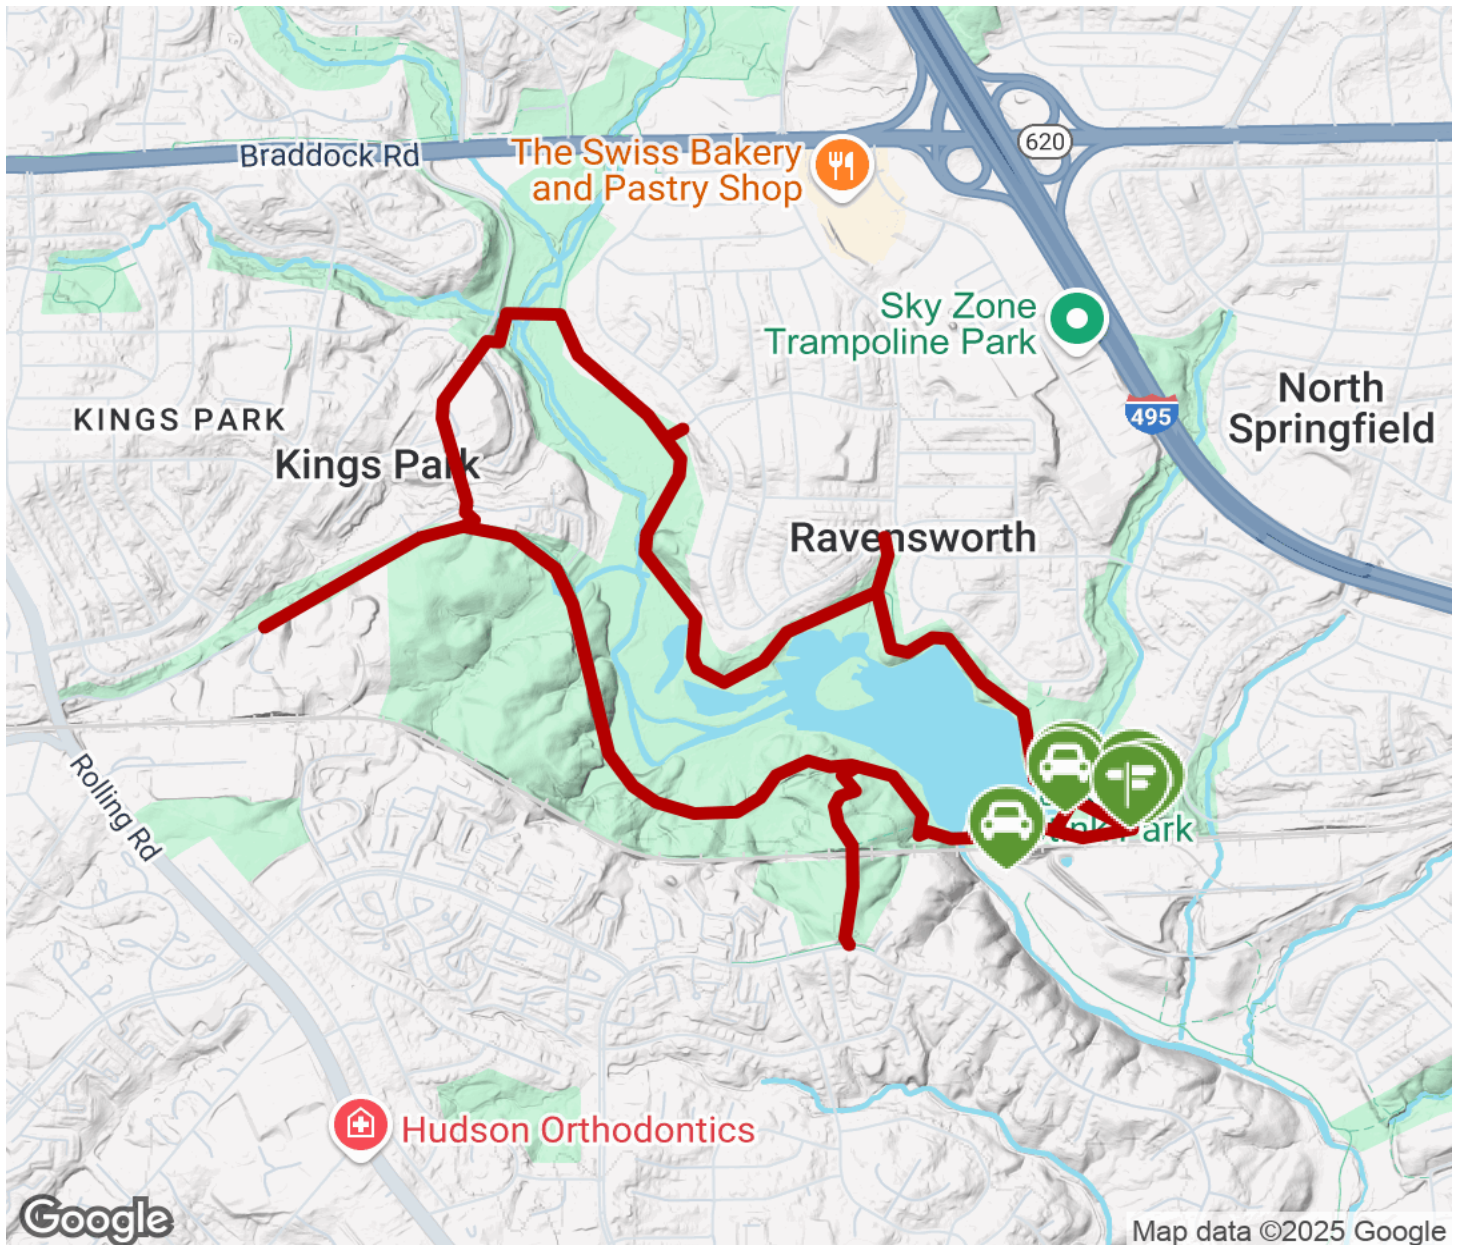 Braddock Rd
The Swiss Bakery
and Pastry Shop
620
Sky Zone
Trampoline Park
KINGS PARK
North
Springfield
495
Kings Park
Ravensworth
Rolling Rd
Park
Hudson Orthodontics
Google
Map data ©2025 Google